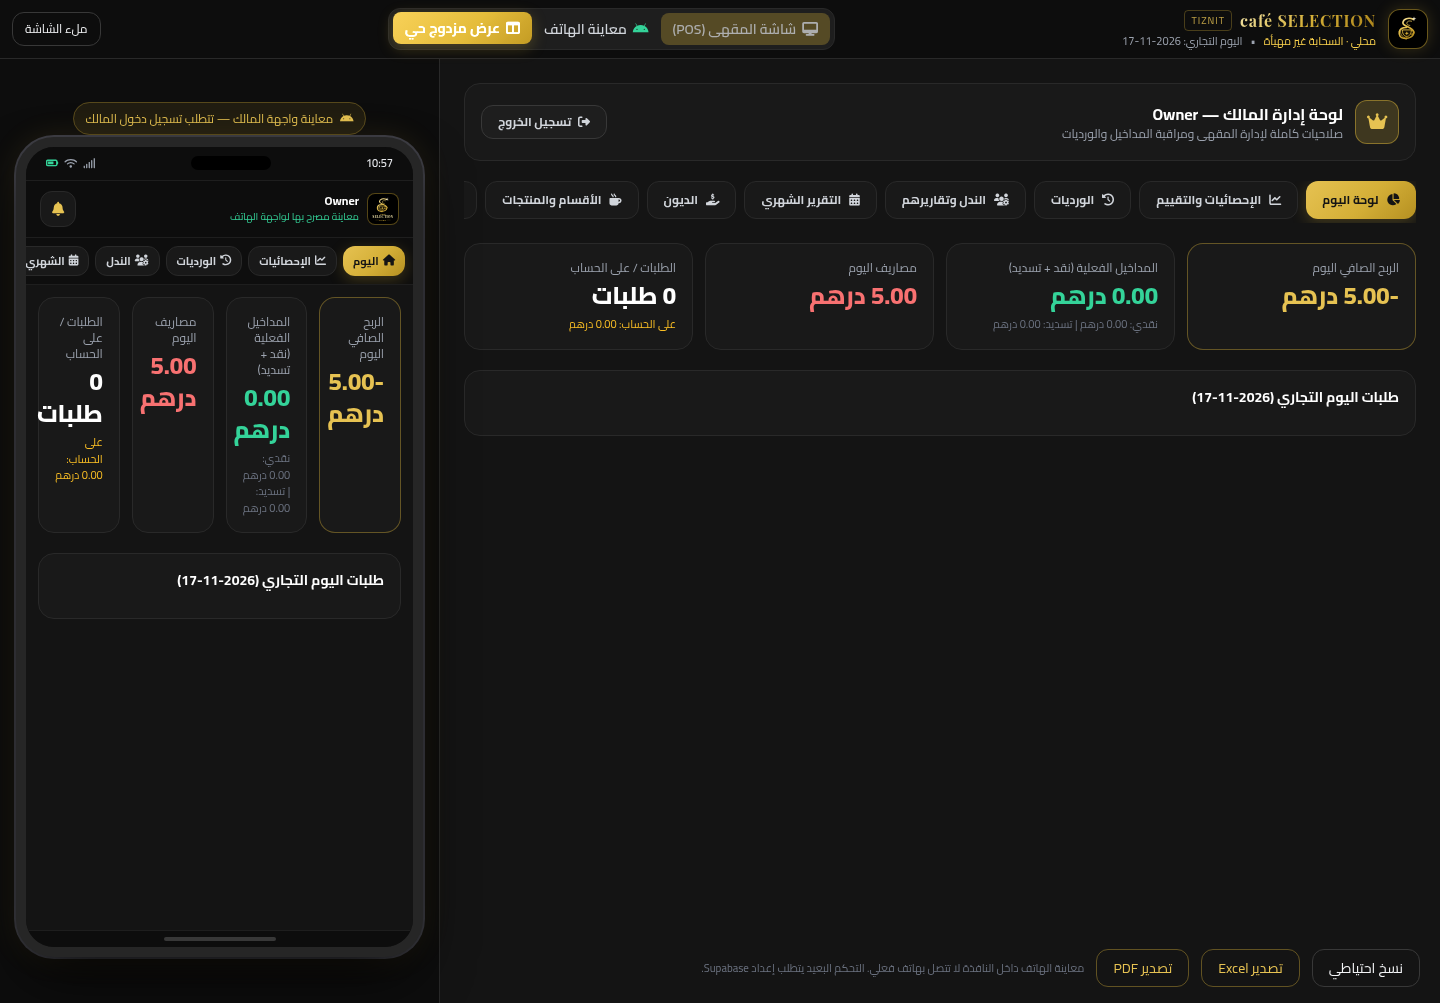 café SELECTION TIZNIT
محلي · السحابة غير مهيأة • اليوم التجاري: 2026-11-17
شاشة المقهى (POS)
معاينة الهاتف
عرض مزدوج حي
ملء الشاشة
لوحة إدارة المالك — Owner
صلاحيات كاملة لإدارة المقهى ومراقبة المداخيل والورديات
تسجيل الخروج
لوحة اليوم
الإحصائيات والتقييم
الورديات
الندل وتقاريرهم
التقرير الشهري
الديون
الأقسام والمنتجات
الربح الصافي اليوم
-5.00 درهم
المداخيل الفعلية (نقد + تسديد)
0.00 درهم
نقدي: 0.00 درهم | تسديد: 0.00 درهم
مصاريف اليوم
5.00 درهم
الطلبات / على الحساب
0 طلبات
على الحساب: 0.00 درهم
طلبات اليوم التجاري (2026-11-17)
معاينة واجهة المالك — تتطلب تسجيل دخول المالك
10:57
Owner
معاينة مصرح بها لواجهة الهاتف
اليوم
الإحصائيات
الورديات
الندل
الشهري
الربح
الصافي
اليوم
-5.00
درهم
المداخيل
الفعلية
(نقد +
تسديد)
0.00
درهم
نقدي:
0.00 درهم
| تسديد:
0.00 درهم
مصاريف
اليوم
5.00
درهم
الطلبات /
على
الحساب
0
طلبات
على
الحساب:
0.00 درهم
طلبات اليوم التجاري (2026-11-17)
نسخ احتياطي
تصدير Excel
تصدير PDF
معاينة الهاتف داخل النافذة لا تتصل بهاتف فعلي. التحكم البعيد يتطلب إعداد Supabase.